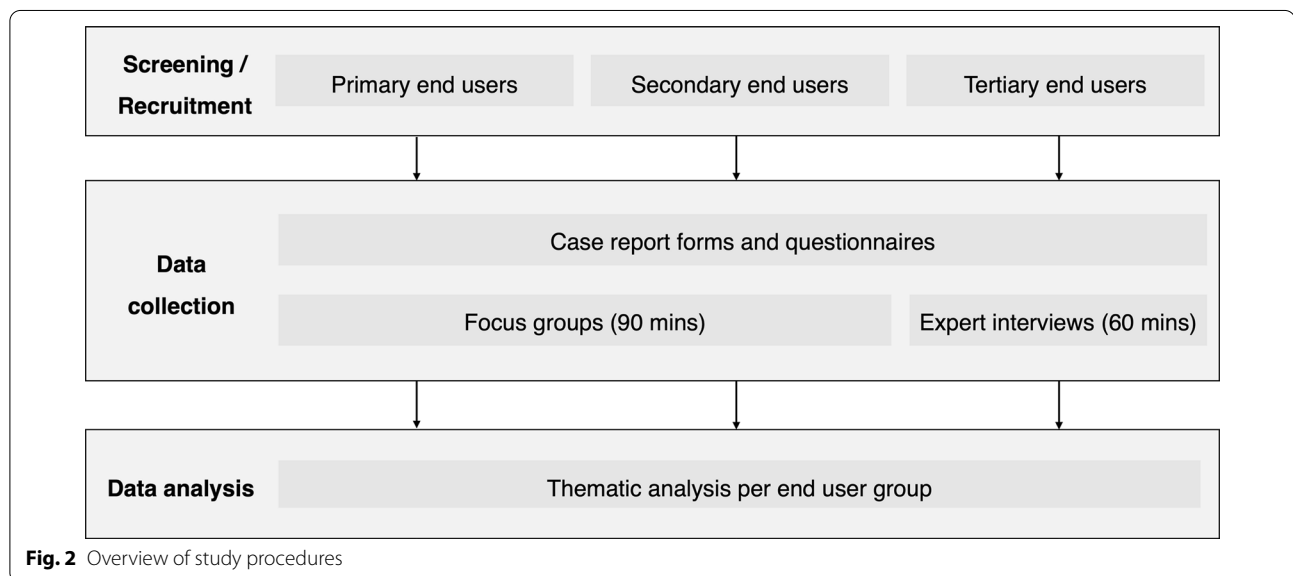 Screening /
Recruitment
Primary end users
Secondary end users
Tertiary end users
Data
collection
Case report forms and questionnaires
Focus groups (90 mins)
Expert interviews (60 mins)
Data analysis
Thematic analysis per end user group
Fig. 2 Overview of study procedures